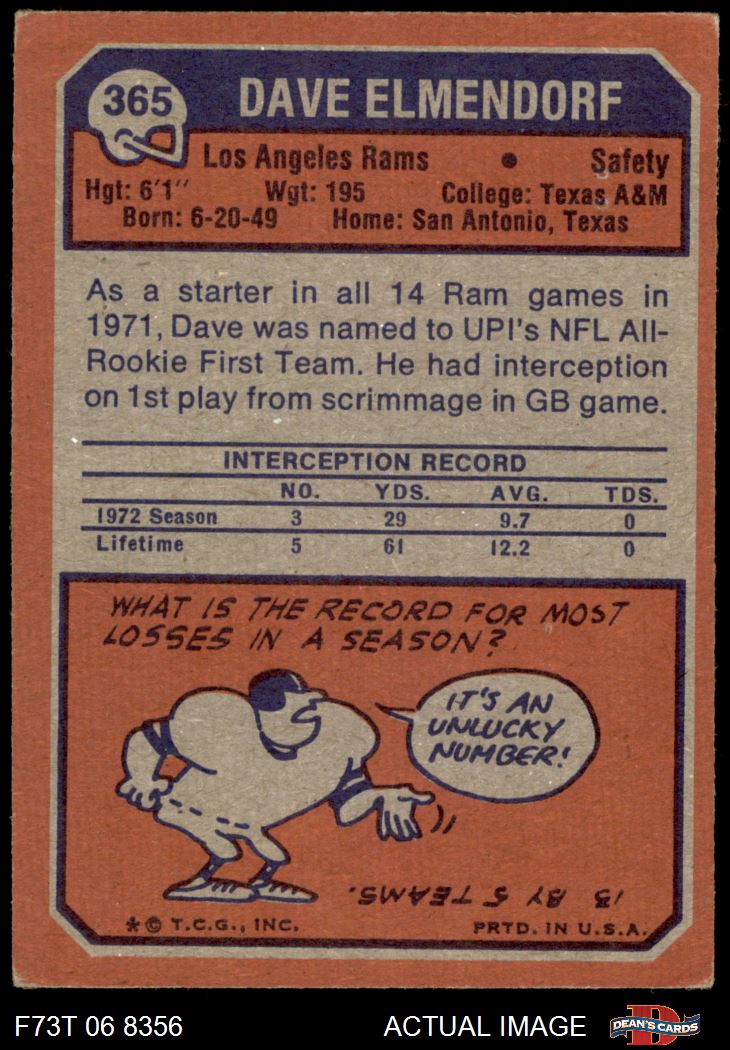 365
DAVE ELMENDORF
Los Angeles Rams • Safety
Hgt: 6'1" Wgt: 195 College: Texas A&M
Born: 6-20-49 Home: San Antonio, Texas
As a starter in all 14 Ram games in
1971, Dave was named to UPI's NFL All-
Rookie First Team. He had interception
on 1st play from scrimmage in GB game.
INTERCEPTION RECORD
NO. YDS. AVG. TDS.
1972 Season 3 29 9.7 0
Lifetime 5 61 12.2 0
WHAT IS THE RECORD FOR MOST
LOSSES IN A SEASON?
IT'S AN
UNLUCKY
NUMBER!
13 BY 5 TEAMS.
* © T.C.G., INC. PRTD. IN U.S.A.
F73T 06 8356 ACTUAL IMAGE
D
DEAN'S CARDS